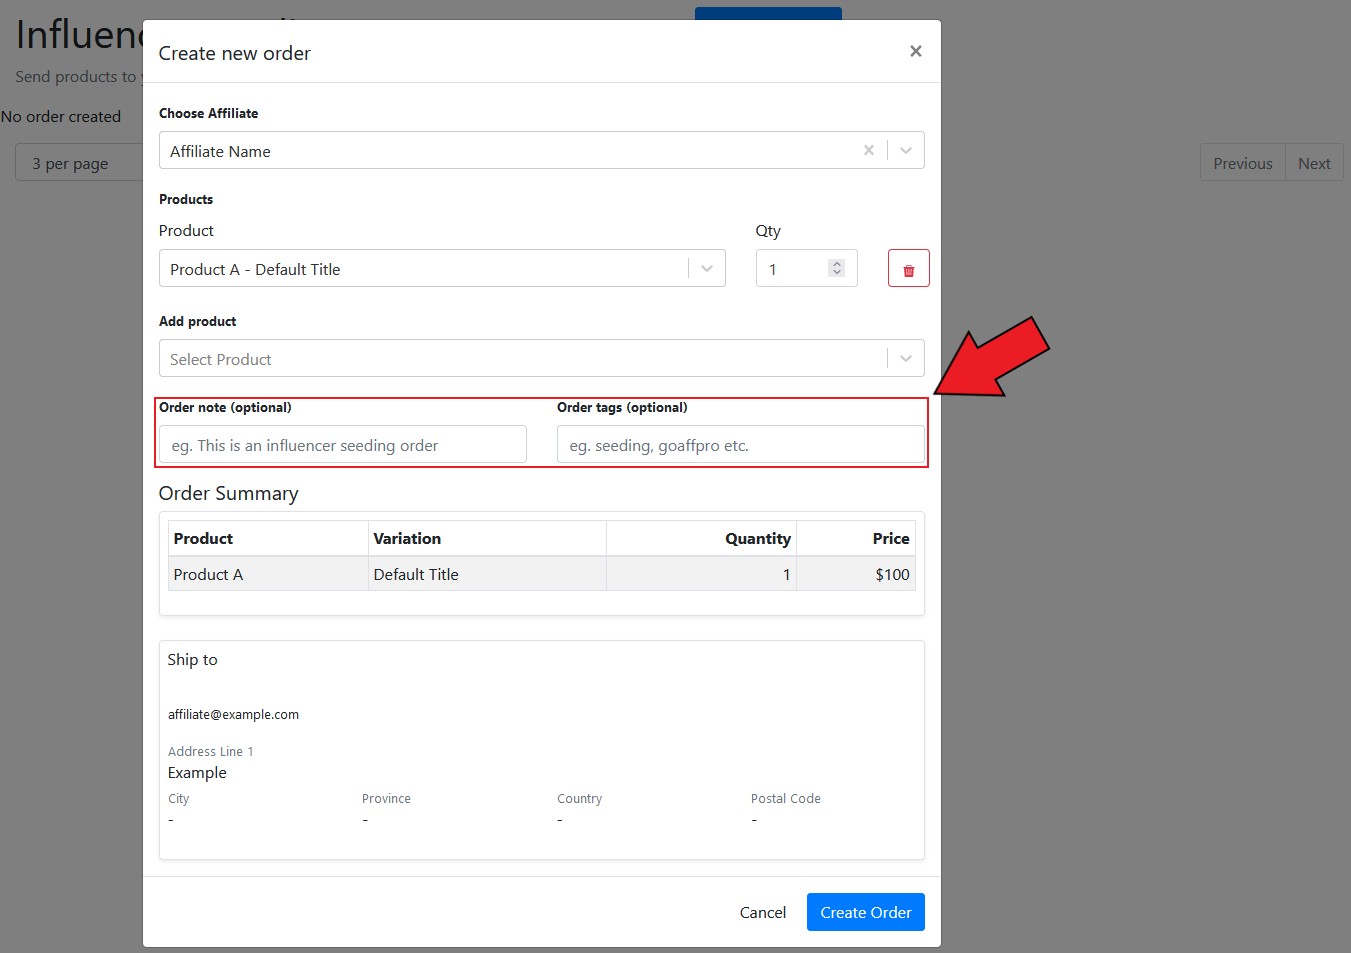 Create new order
×
Send products to
No order created
3 per page
Previous Next
Choose Affiliate
Affiliate Name
Products
Product Qty
Product A - Default Title 1
Add product
Select Product
Order note (optional) Order tags (optional)
eg. This is an influencer seeding order eg. seeding, goaffpro etc.
Order Summary
Product Variation Quantity Price
Product A Default Title 1 $100
Ship to
affiliate@example.com
Address Line 1
Example
City Province Country Postal Code
- - - -
Cancel Create Order